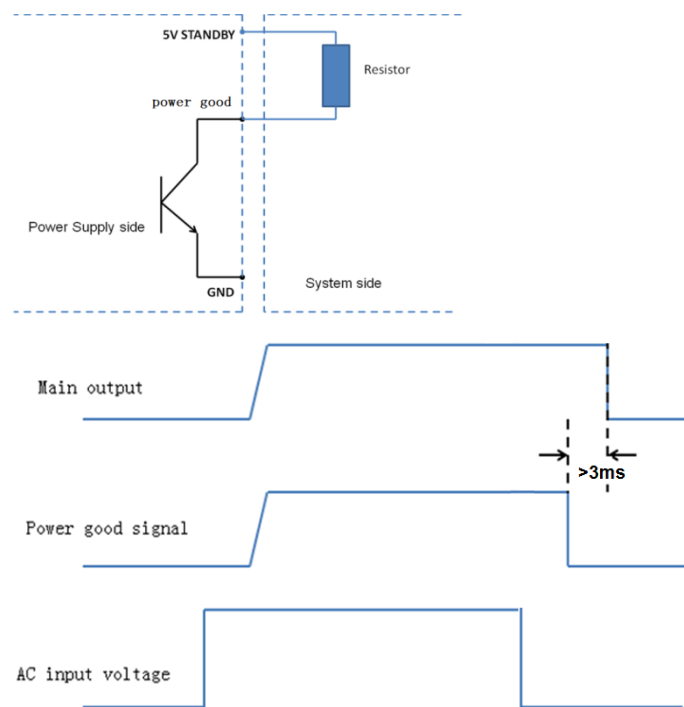 5V STANDBY
Resistor
power good
Power Supply side
System side
GND
Main output
>3ms
Power good signal
AC input voltage